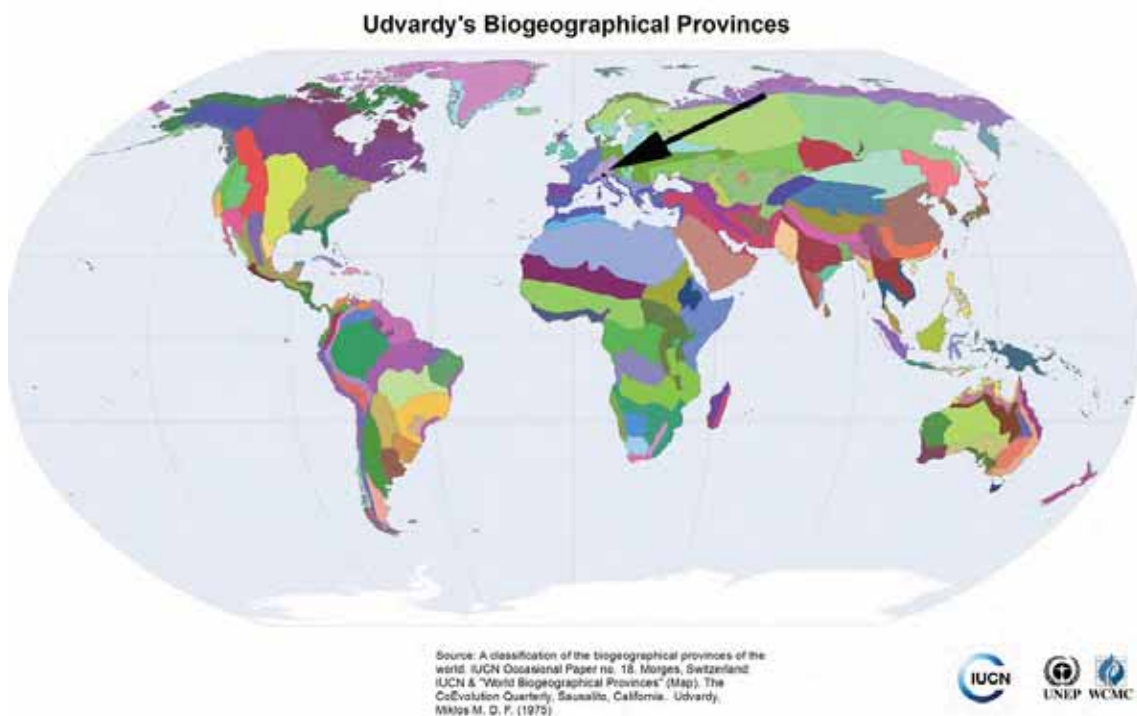 Udvardy's Biogeographical Provinces
Source: A classification of the biogeographical provinces of the
world. IUCN Occasional Paper no. 18. Morges, Switzerland:
IUCN & "World Biogeographical Provinces" (Map). The
CoEvolution Quarterly, Sausalito, California. Udvardy,
Miklos M. D. F. (1975)
IUCN
UNEP WCMC